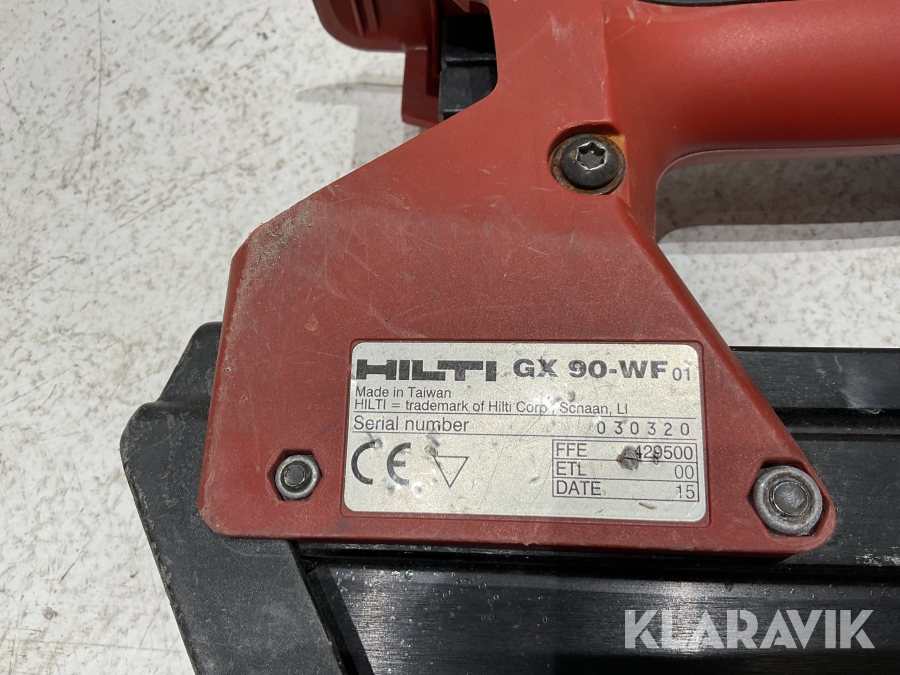 HILTI GX 90-WF 01
Made in Taiwan
HILTI = trademark of Hilti Corp., Schaan, LI
Serial number 030320
FFE 429500
ETL 00
DATE 15
CE
KLARAVIK